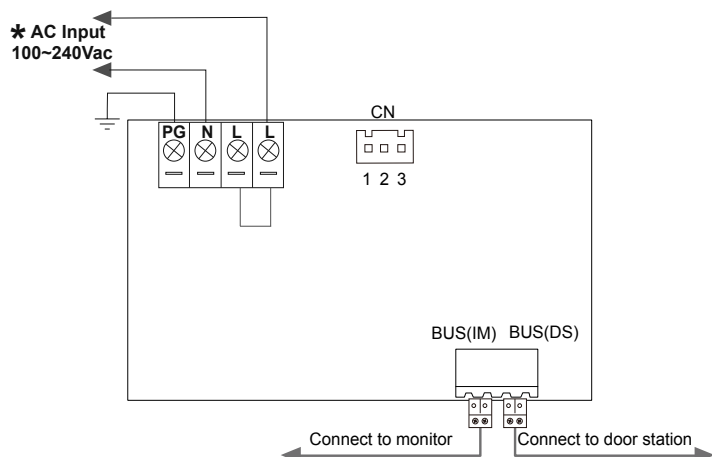 * AC Input
100~240Vac
PG N L L
CN
1 2 3
BUS(IM) BUS(DS)
Connect to monitor
Connect to door station